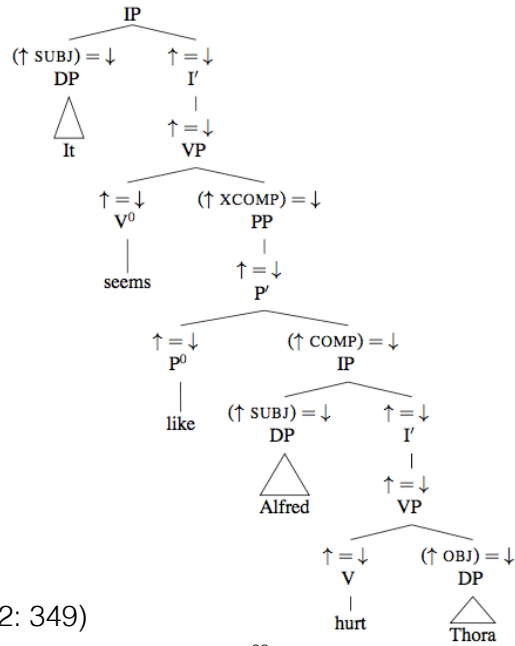 IP
(↑ SUBJ) = ↓ ↑ = ↓
DP I′
↑ = ↓
It VP
↑ = ↓ (↑ XCOMP) = ↓
V⁰ PP
seems ↑ = ↓
P′
↑ = ↓ (↑ COMP) = ↓
P⁰ IP
like (↑ SUBJ) = ↓ ↑ = ↓
DP I′
↑ = ↓
Alfred VP
↑ = ↓ (↑ OBJ) = ↓
V DP
2: 349) hurt Thora